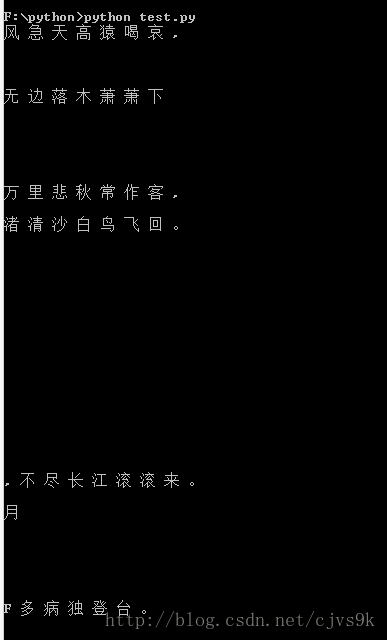 F:\python>python test.py
风急天高猿喝哀，
无边落木萧萧下
万里悲秋常作客，
渚清沙白鸟飞回。
，不尽长江滚滚来。
月
F多病独登台。
http://blog.csdn.net/cjvs9k